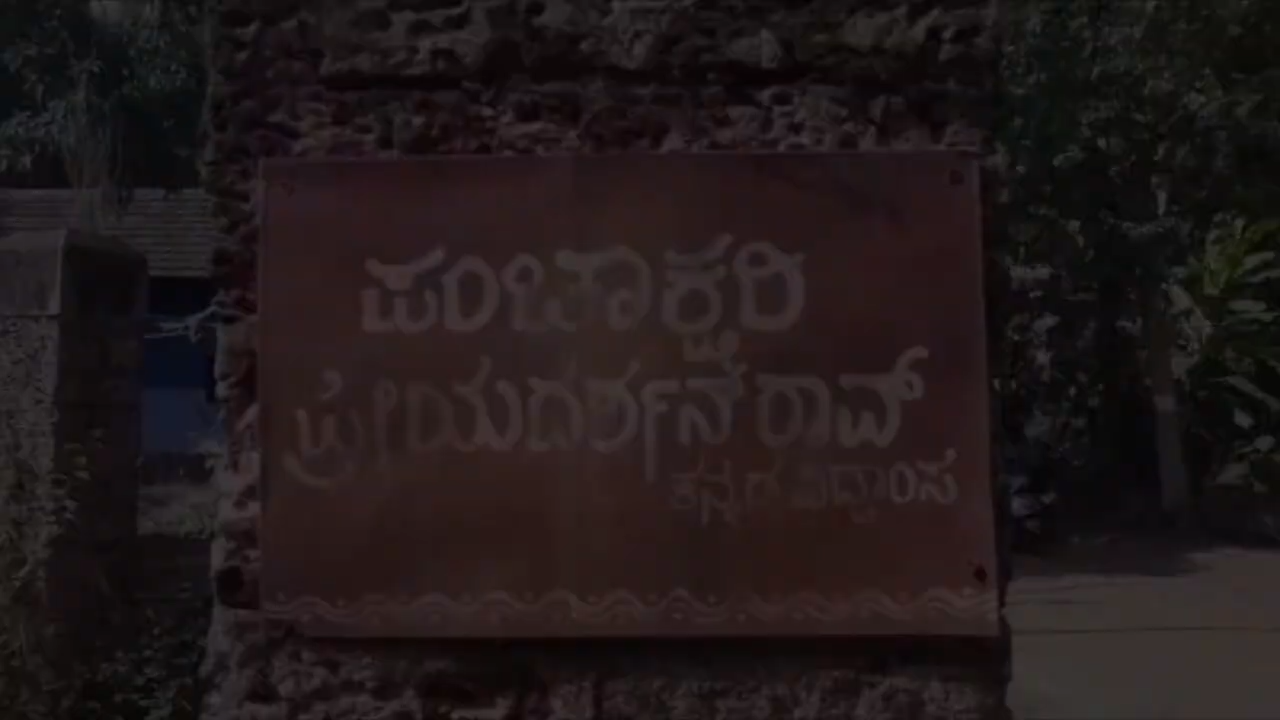 ಪಂಚಾಕ್ಷರಿ
ಪ್ರಿಯದರ್ಶನ ರಾವ್
ಕನ್ನಡ ವಿದ್ವಾಂಸ